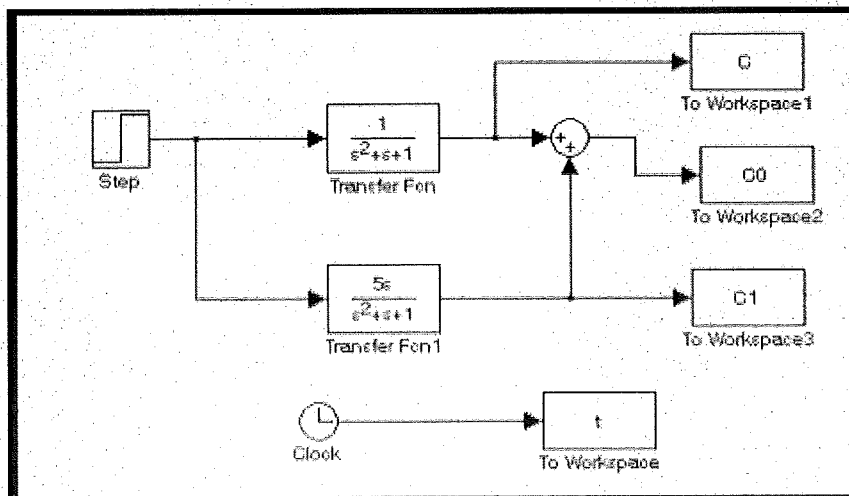 C
To Workspace1
1
s²+s+1
Transfer Fcn
+
+
Step
C0
To Workspace2
5s
s²+s+1
Transfer Fcn1
C1
To Workspace3
t
Clock
To Workspace